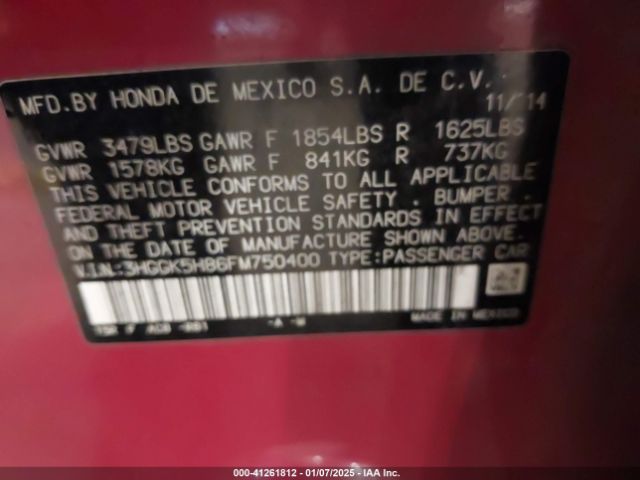 MFD.BY HONDA DE MEXICO S.A. DE C.V.
11/14
GVWR 3479LBS GAWR F 1854LBS R 1625LBS
GVWR 1578KG GAWR F 841KG R 737KG
THIS VEHICLE CONFORMS TO ALL APPLICABLE
FEDERAL MOTOR VEHICLE SAFETY, BUMPER,
AND THEFT PREVENTION STANDARDS IN EFFECT
ON THE DATE OF MANUFACTURE SHOWN ABOVE.
V.I.N.:3HGGK5H86FM750400 TYPE:PASSENGER CAR
-A -W MADE IN MEXICO
000-41261812 - 01/07/2025 - IAA Inc.